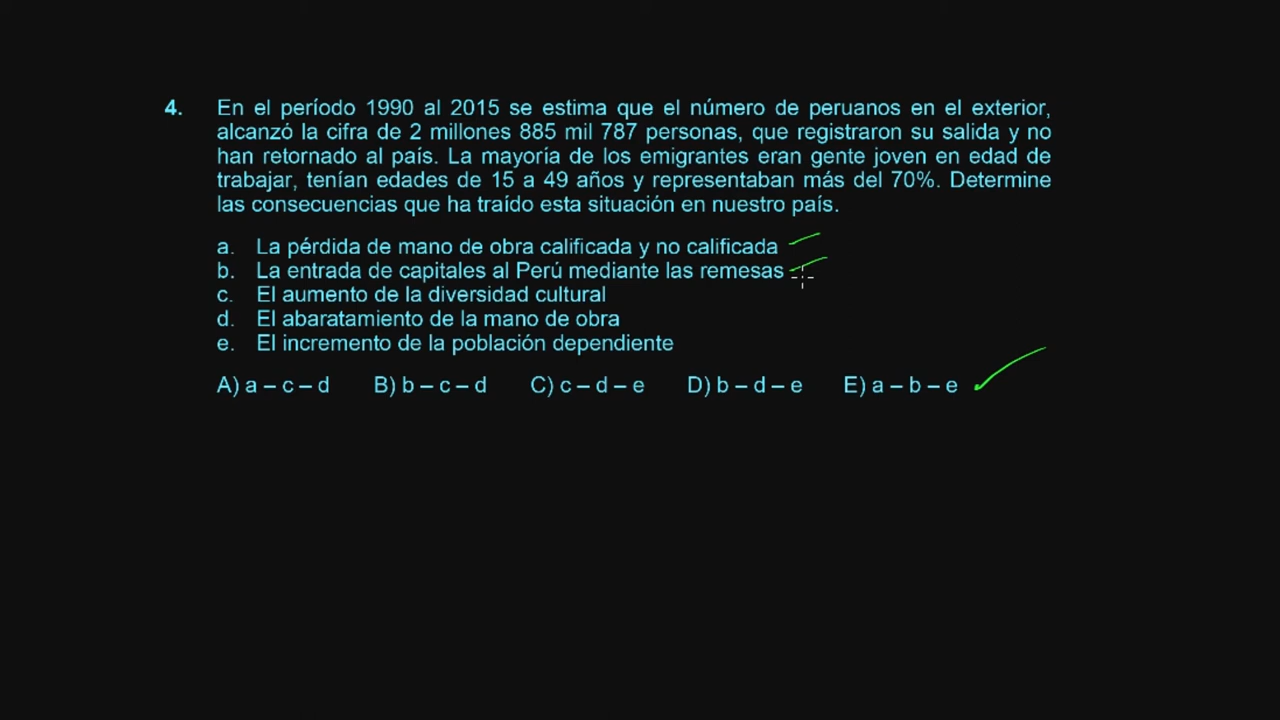 4. En el período 1990 al 2015 se estima que el número de peruanos en el exterior,
alcanzó la cifra de 2 millones 885 mil 787 personas, que registraron su salida y no
han retornado al país. La mayoría de los emigrantes eran gente joven en edad de
trabajar, tenían edades de 15 a 49 años y representaban más del 70%. Determine
las consecuencias que ha traído esta situación en nuestro país.
a. La pérdida de mano de obra calificada y no calificada
b. La entrada de capitales al Perú mediante las remesas
c. El aumento de la diversidad cultural
d. El abaratamiento de la mano de obra
e. El incremento de la población dependiente
A) a – c – d B) b – c – d C) c – d – e D) b – d – e E) a – b – e